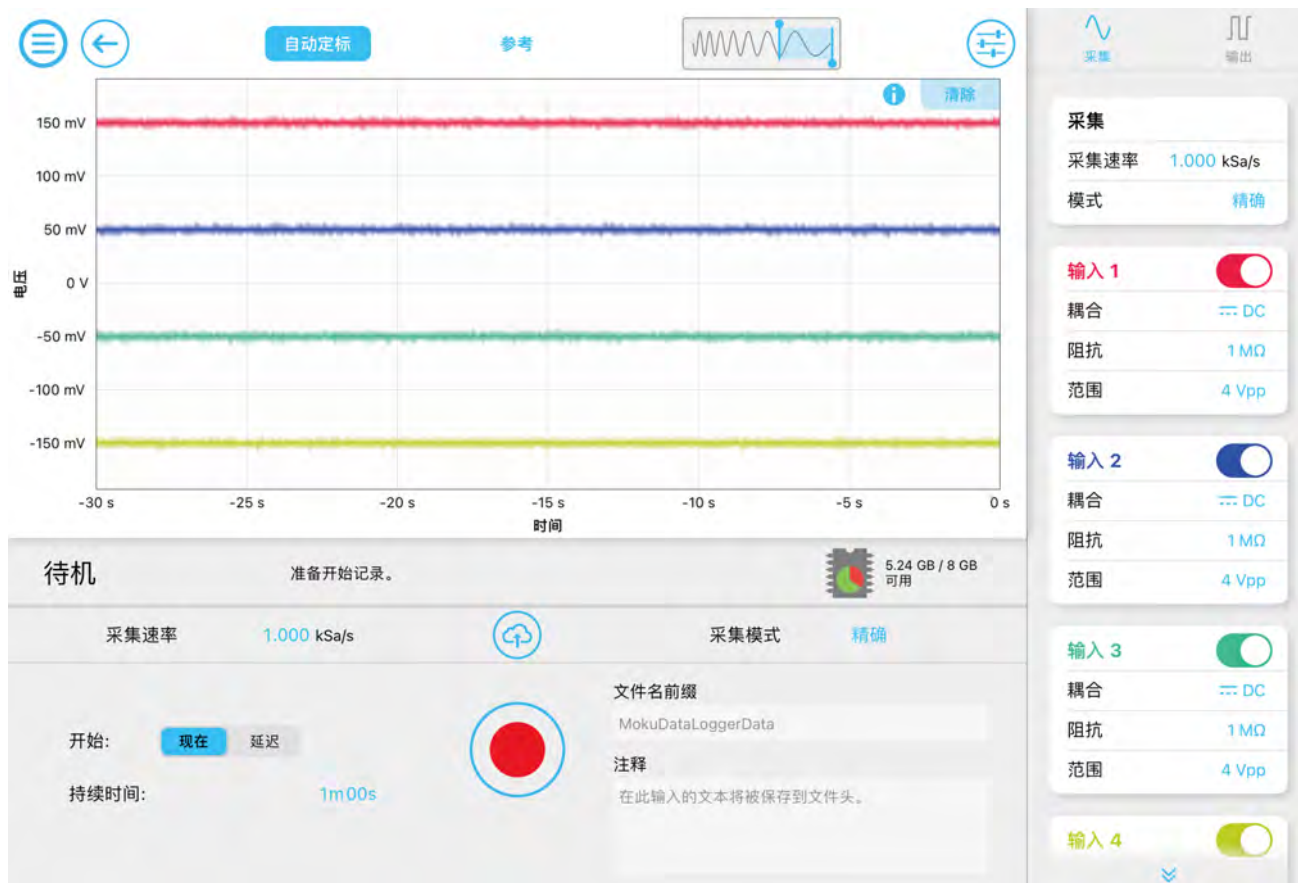 自动定标
参考
清除
150 mV
100 mV
50 mV
0 V
-50 mV
-100 mV
-150 mV
电压
-30 s
-25 s
-20 s
-15 s
-10 s
-5 s
0 s
时间
待机
准备开始记录。
5.24 GB / 8 GB
可用
采集速率 1.000 kSa/s
采集模式 精确
开始: 现在 延迟
持续时间: 1m00s
文件名前缀
MokuDataLoggerData
注释
在此输入的文本将被保存到文件头。
采集
输出
采集
采集速率 1.000 kSa/s
模式 精确
输入 1
耦合 DC
阻抗 1 MΩ
范围 4 Vpp
输入 2
耦合 DC
阻抗 1 MΩ
范围 4 Vpp
输入 3
耦合 DC
阻抗 1 MΩ
范围 4 Vpp
输入 4